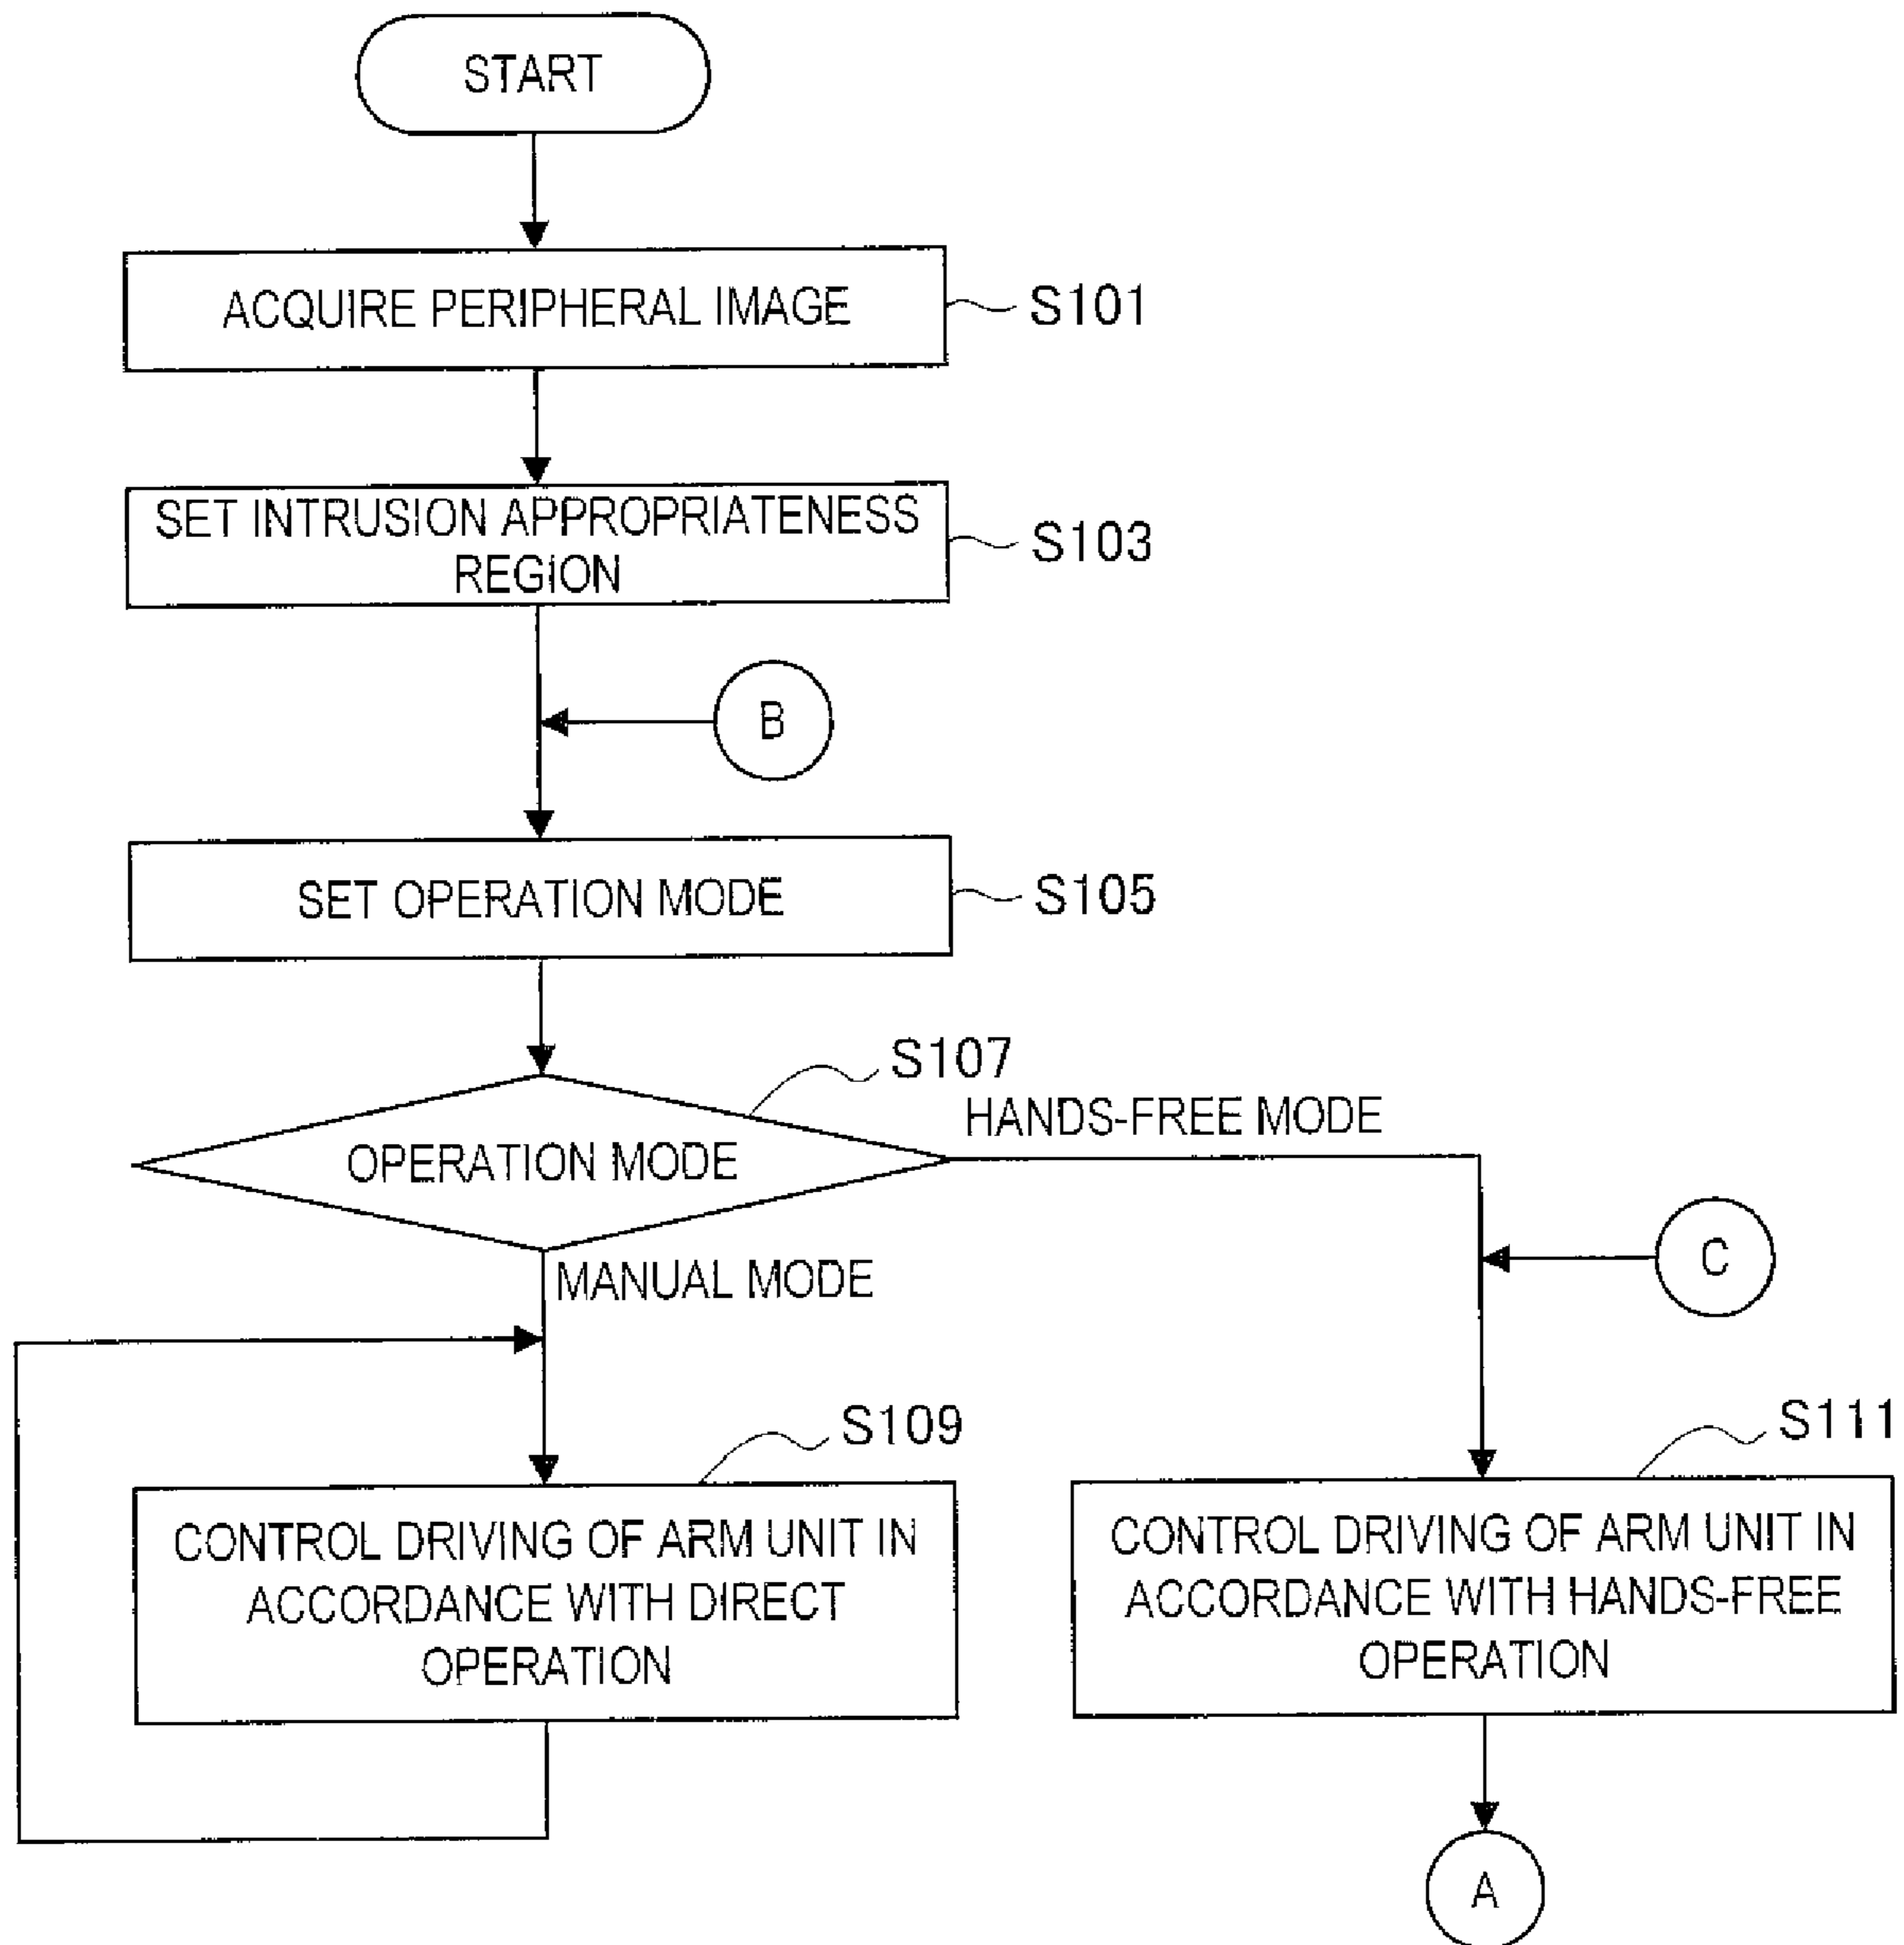 START
ACQUIRE PERIPHERAL IMAGE
S101
SET INTRUSION APPROPRIATENESS
REGION
S103
B
SET OPERATION MODE
S105
S107
OPERATION MODE
HANDS-FREE MODE
MANUAL MODE
C
S109
CONTROL DRIVING OF ARM UNIT IN
ACCORDANCE WITH DIRECT
OPERATION
S111
CONTROL DRIVING OF ARM UNIT IN
ACCORDANCE WITH HANDS-FREE
OPERATION
A